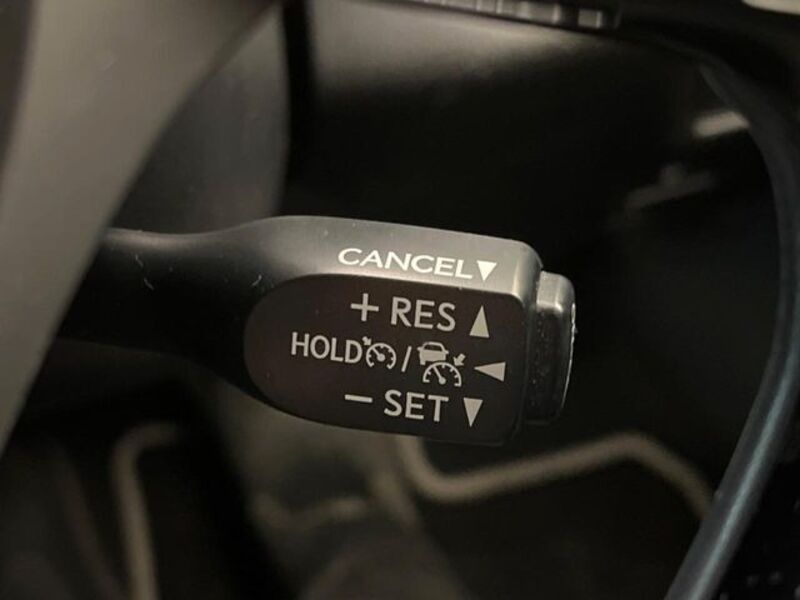 CANCEL▼
+ RES ▲
HOLD / ◀
− SET ▼